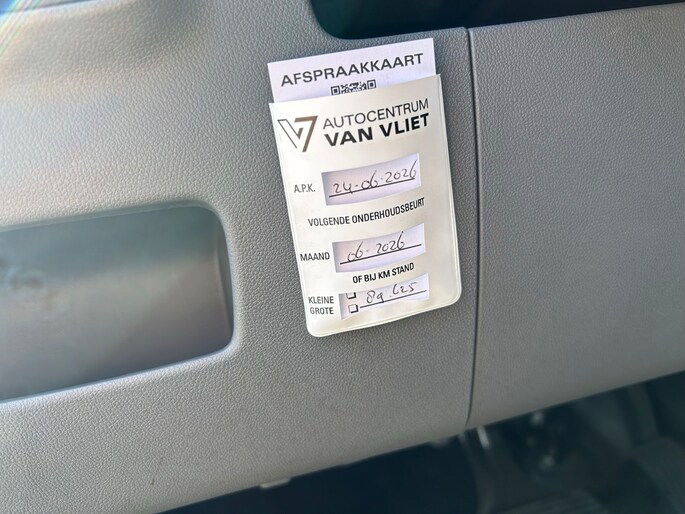 AFSPRAAKKAART
AUTOCENTRUM
VAN VLIET
A.P.K. 24-06-2026
VOLGENDE ONDERHOUDSBEURT
MAAND 06-2026
OF BIJ KM STAND
KLEINE
GROTE 89.625